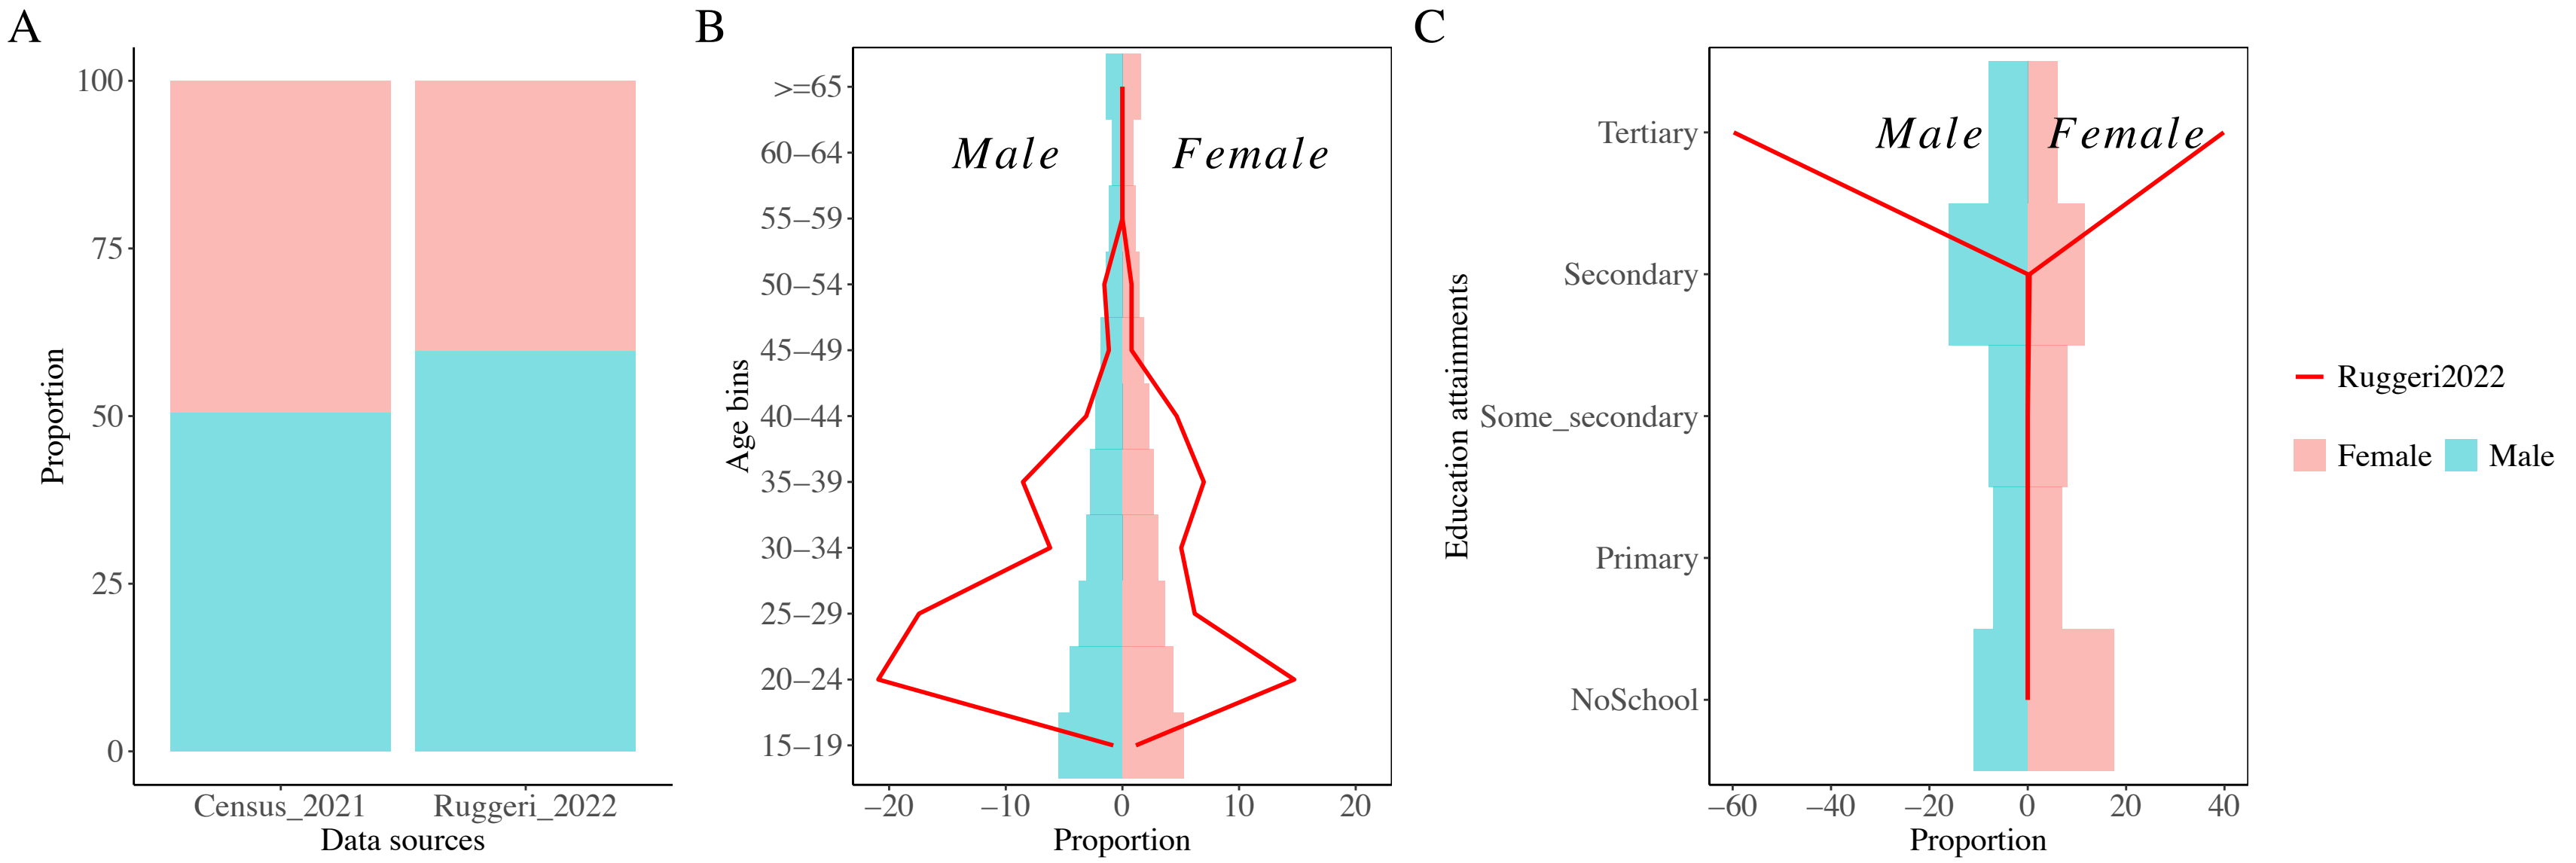 A
100
75
50
25
0
Proportion
Census_2021
Ruggeri_2022
Data sources
B
>=65
60–64
55–59
50–54
45–49
40–44
35–39
30–34
25–29
20–24
15–19
Age bins
Male
Female
–20
–10
0
10
20
Proportion
C
Tertiary
Secondary
Some_secondary
Primary
NoSchool
Education attainments
Male
Female
–60
–40
–20
0
20
40
Proportion
Ruggeri2022
Female
Male